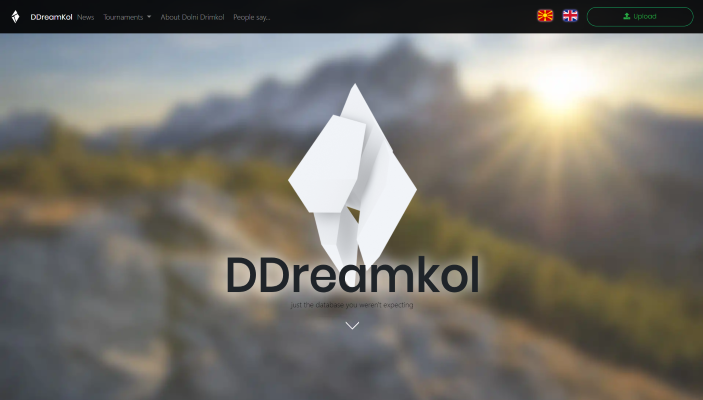 DDreamKol News Tournaments About Dolni Drimkol People say... Upload
DDreamkol
just the database you weren't expecting